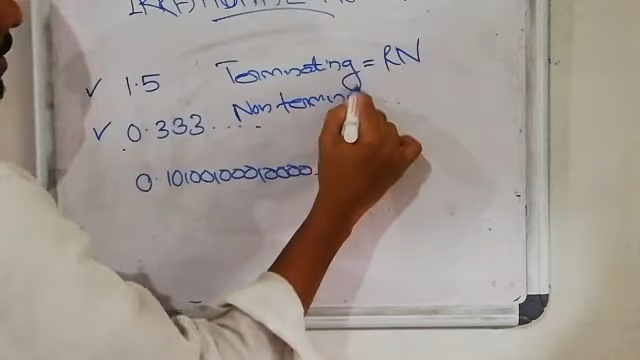 1.5 Terminating = RN
0.333..... Non termin
0.10100100010000.